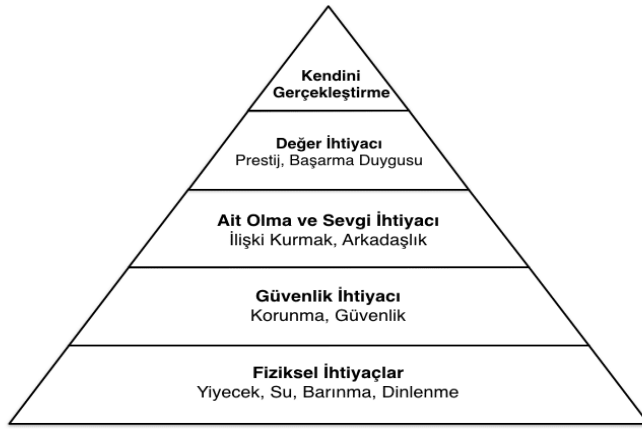 Kendini
Gerçekleştirme
Değer İhtiyacı
Prestij, Başarma Duygusu
Ait Olma ve Sevgi İhtiyacı
İlişki Kurmak, Arkadaşlık
Güvenlik İhtiyacı
Korunma, Güvenlik
Fiziksel İhtiyaçlar
Yiyecek, Su, Barınma, Dinlenme